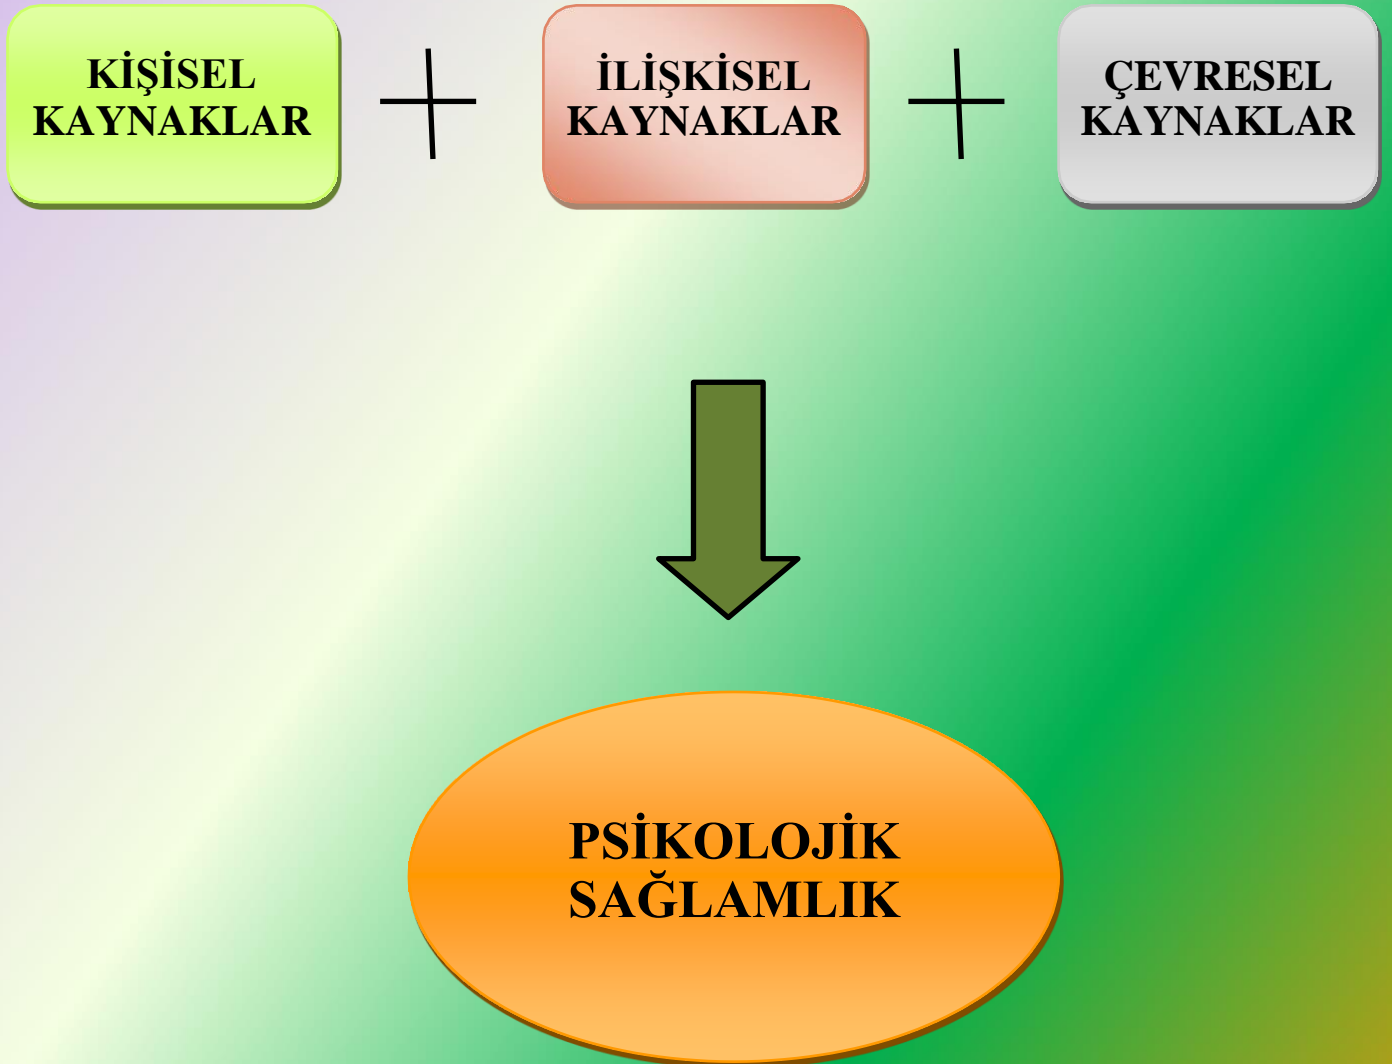 KİŞİSEL
KAYNAKLAR
İLİŞKİSEL
KAYNAKLAR
ÇEVRESEL
KAYNAKLAR
PSİKOLOJİK
SAĞLAMLIK